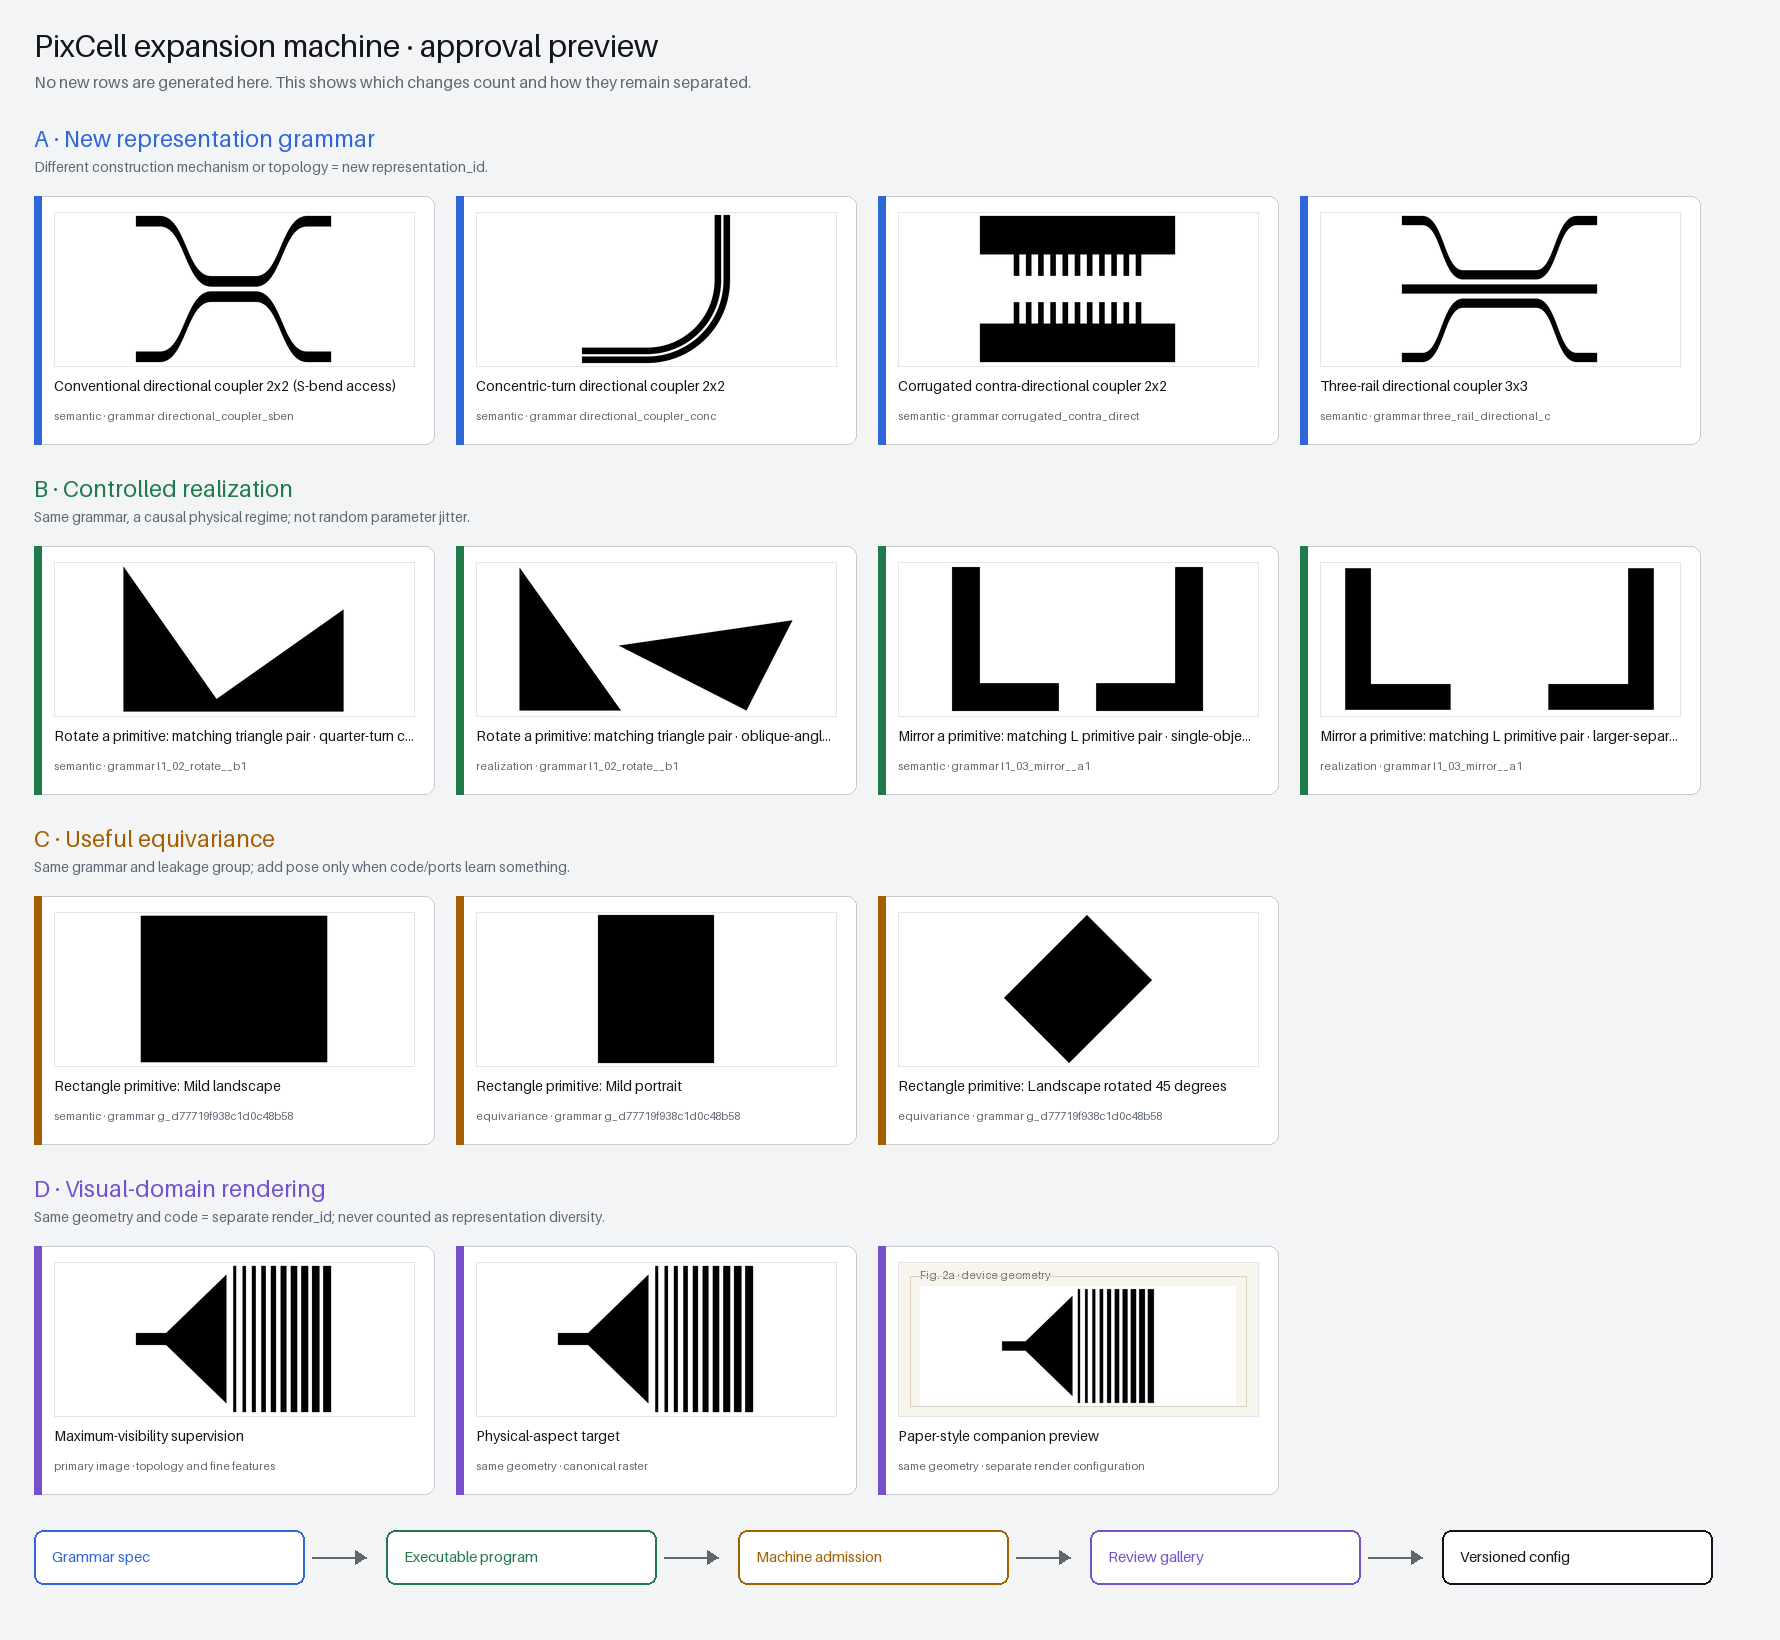 PixCell expansion machine · approval preview
No new rows are generated here. This shows which changes count and how they remain separated.
A · New representation grammar
Different construction mechanism or topology = new representation_id.
Conventional directional coupler 2x2 (S-bend access)
semantic · grammar directional_coupler_sben
Concentric-turn directional coupler 2x2
semantic · grammar directional_coupler_conc
Corrugated contra-directional coupler 2x2
semantic · grammar corrugated_contra_direct
Three-rail directional coupler 3x3
semantic · grammar three_rail_directional_c
B · Controlled realization
Same grammar, a causal physical regime; not random parameter jitter.
Rotate a primitive: matching triangle pair · quarter-turn c...
semantic · grammar l1_02_rotate__b1
Rotate a primitive: matching triangle pair · oblique-angl...
realization · grammar l1_02_rotate__b1
Mirror a primitive: matching L primitive pair · single-obje...
semantic · grammar l1_03_mirror__a1
Mirror a primitive: matching L primitive pair · larger-separ...
realization · grammar l1_03_mirror__a1
C · Useful equivariance
Same grammar and leakage group; add pose only when code/ports learn something.
Rectangle primitive: Mild landscape
semantic · grammar g_d77719f938c1d0c48b58
Rectangle primitive: Mild portrait
equivariance · grammar g_d77719f938c1d0c48b58
Rectangle primitive: Landscape rotated 45 degrees
equivariance · grammar g_d77719f938c1d0c48b58
D · Visual-domain rendering
Same geometry and code = separate render_id; never counted as representation diversity.
Maximum-visibility supervision
primary image · topology and fine features
Physical-aspect target
same geometry · canonical raster
Fig. 2a · device geometry
Paper-style companion preview
same geometry · separate render configuration
Grammar spec
Executable program
Machine admission
Review gallery
Versioned config